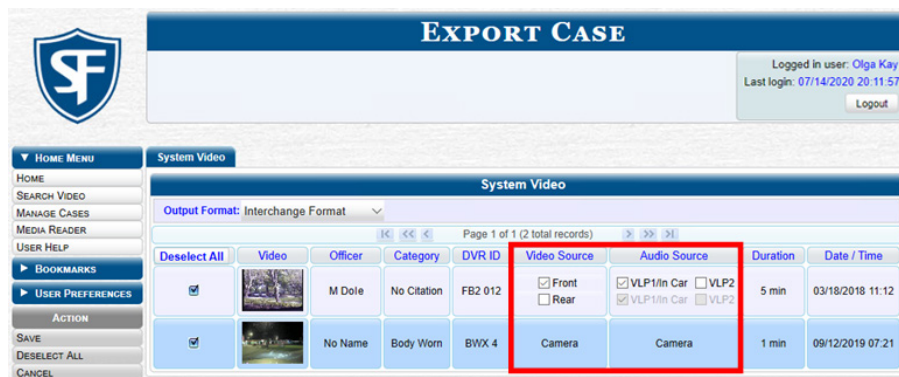 EXPORT CASE
SF
Logged in user: Olga Kay
Last login: 07/14/2020 20:11:57
Logout
▼ HOME MENU
HOME
SEARCH VIDEO
MANAGE CASES
MEDIA READER
USER HELP
► BOOKMARKS
► USER PREFERENCES
ACTION
SAVE
DESELECT ALL
CANCEL
System Video
System Video
Output Format: Interchange Format
Page 1 of 1 (2 total records)
Deselect All Video Officer Category DVR ID Video Source Audio Source Duration Date / Time
M Dole No Citation FB2 012 Front VLP1/In Car VLP2 5 min 03/18/2018 11:12
Rear VLP1/In Car VLP2
No Name Body Worn BWX 4 Camera Camera 1 min 09/12/2019 07:21